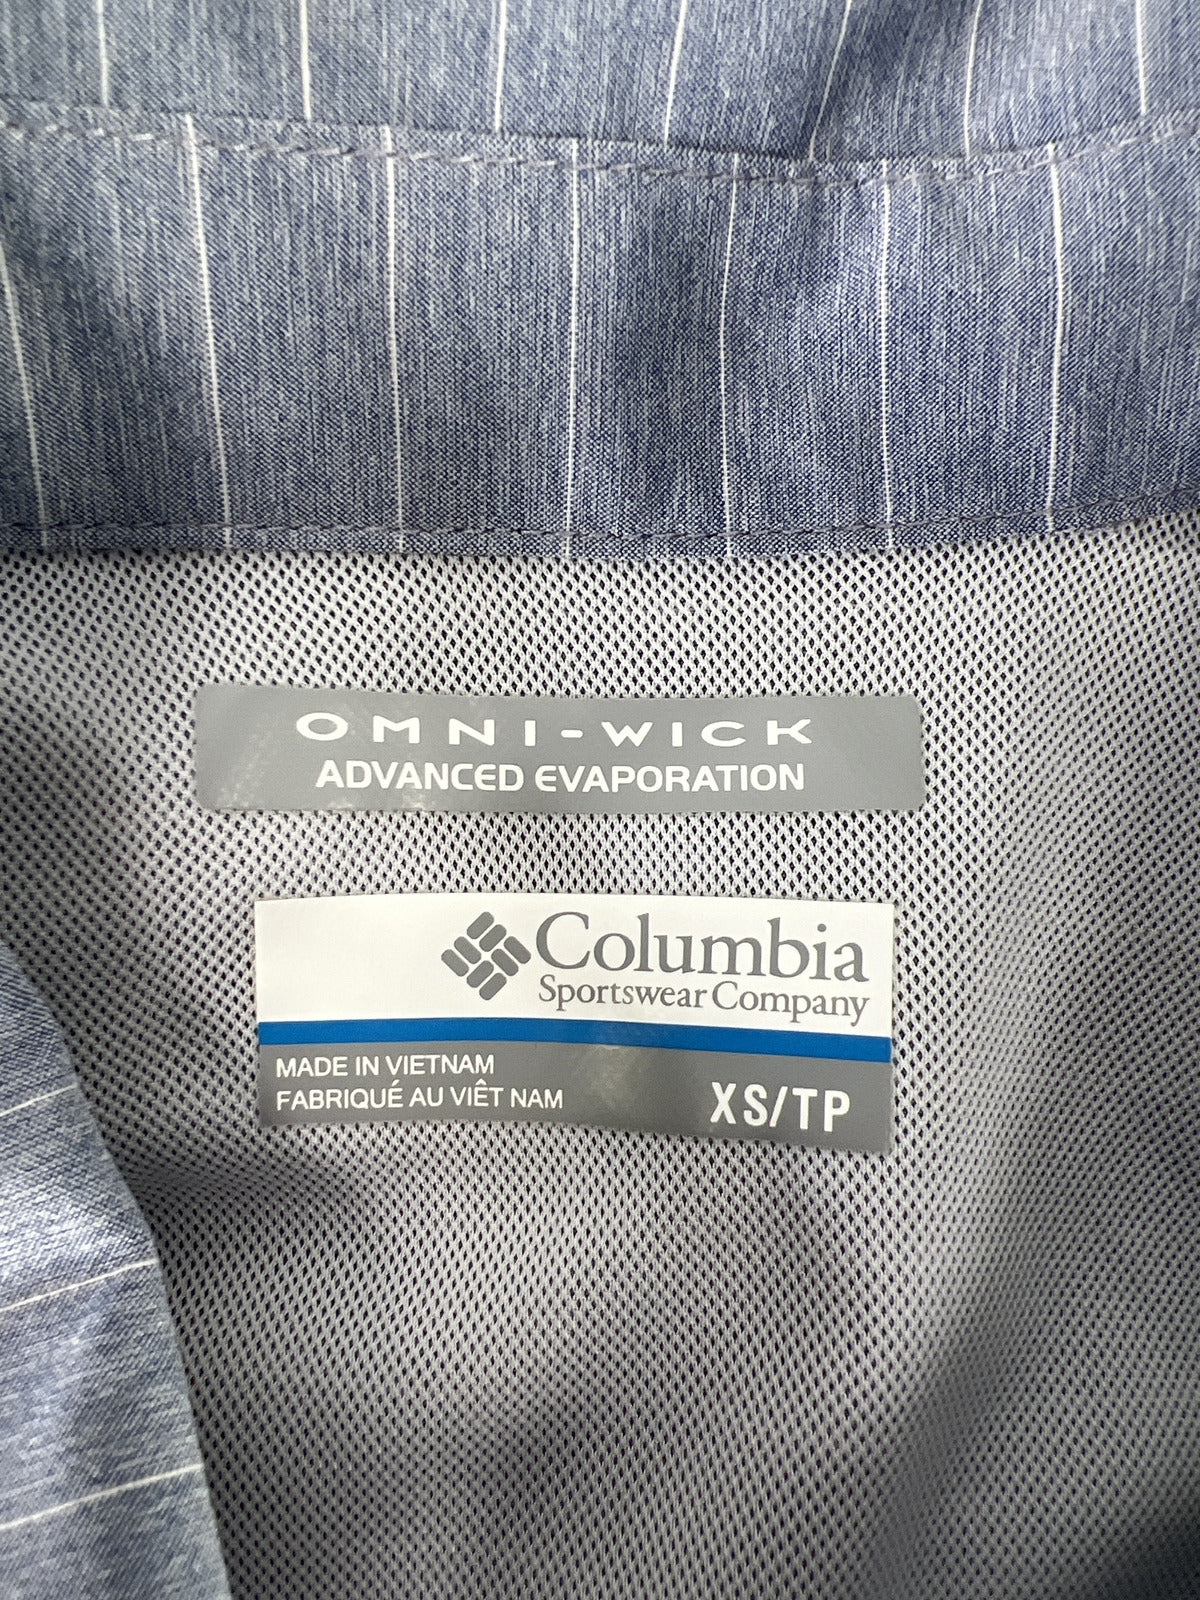 OMNI-WICK
ADVANCED EVAPORATION
Columbia
Sportswear Company
MADE IN VIETNAM
FABRIQUÉ AU VIÊT NAM
XS/TP